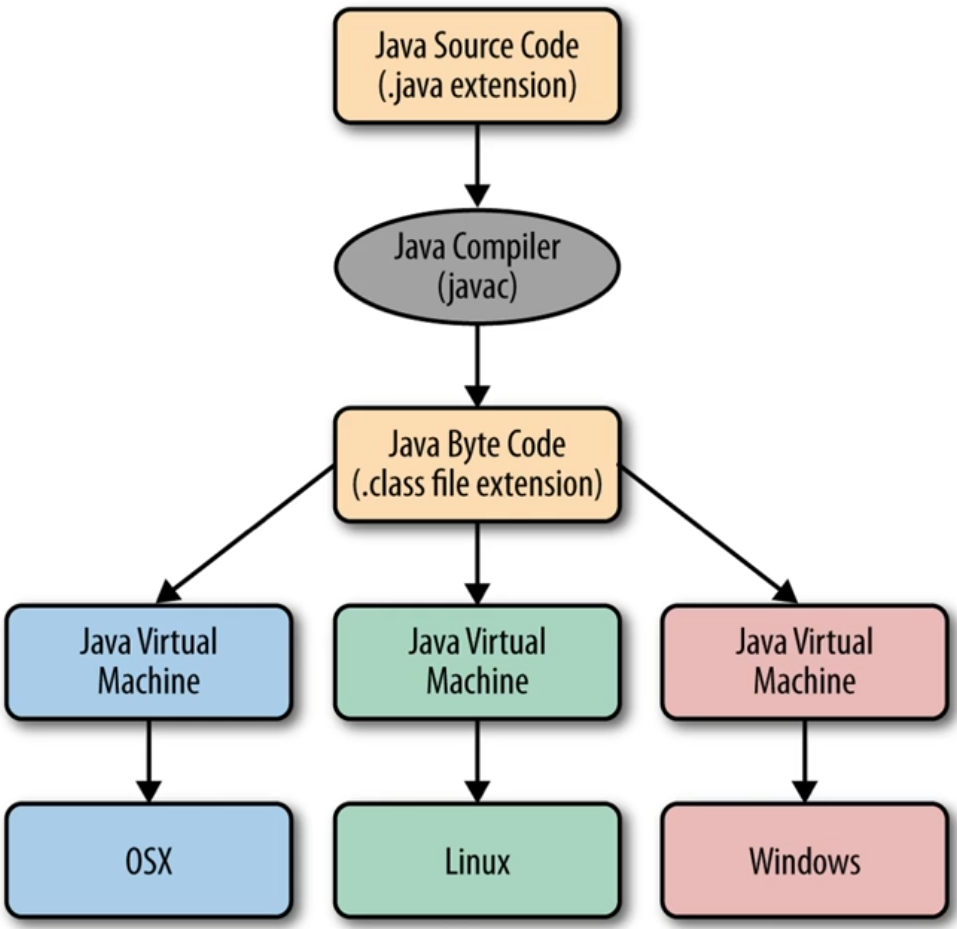 Java Source Code
(.java extension)
Java Compiler
(javac)
Java Byte Code
(.class file extension)
Java Virtual
Machine
Java Virtual
Machine
Java Virtual
Machine
OSX
Linux
Windows